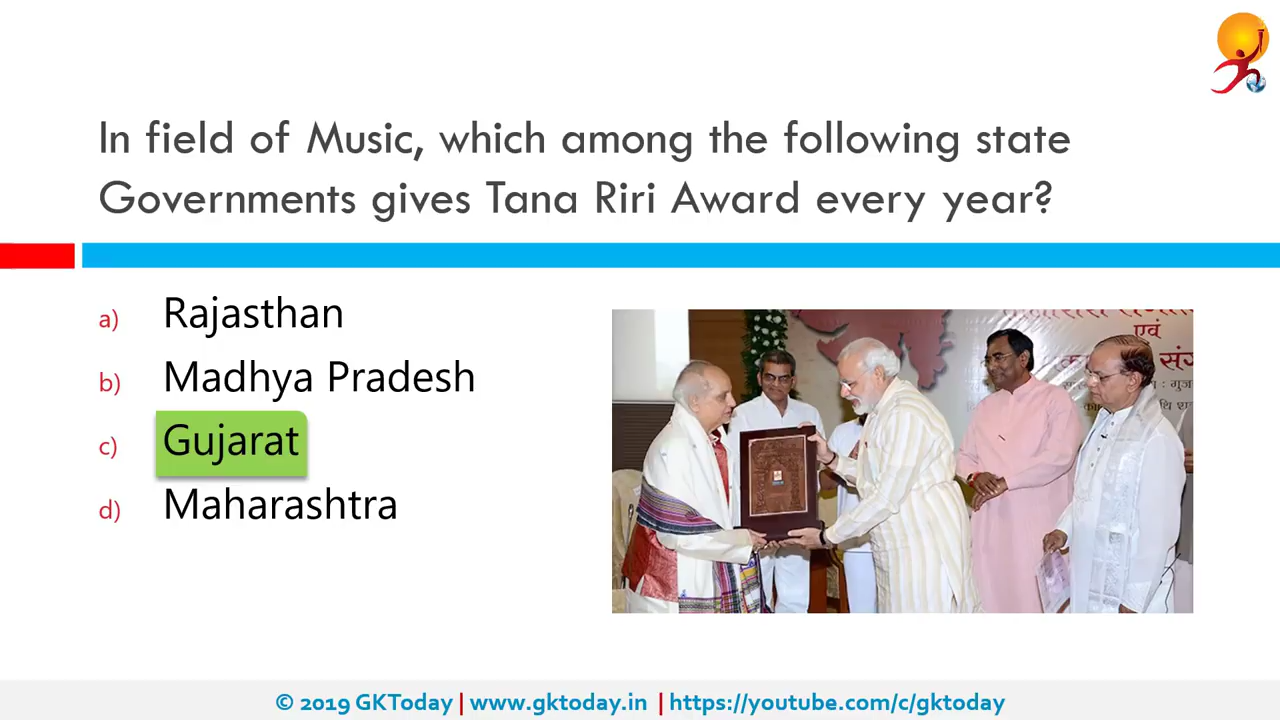 In field of Music, which among the following state
Governments gives Tana Riri Award every year?
a) Rajasthan
b) Madhya Pradesh
c) Gujarat
d) Maharashtra
एवं
© 2019 GKToday | www.gktoday.in | https://youtube.com/c/gktoday